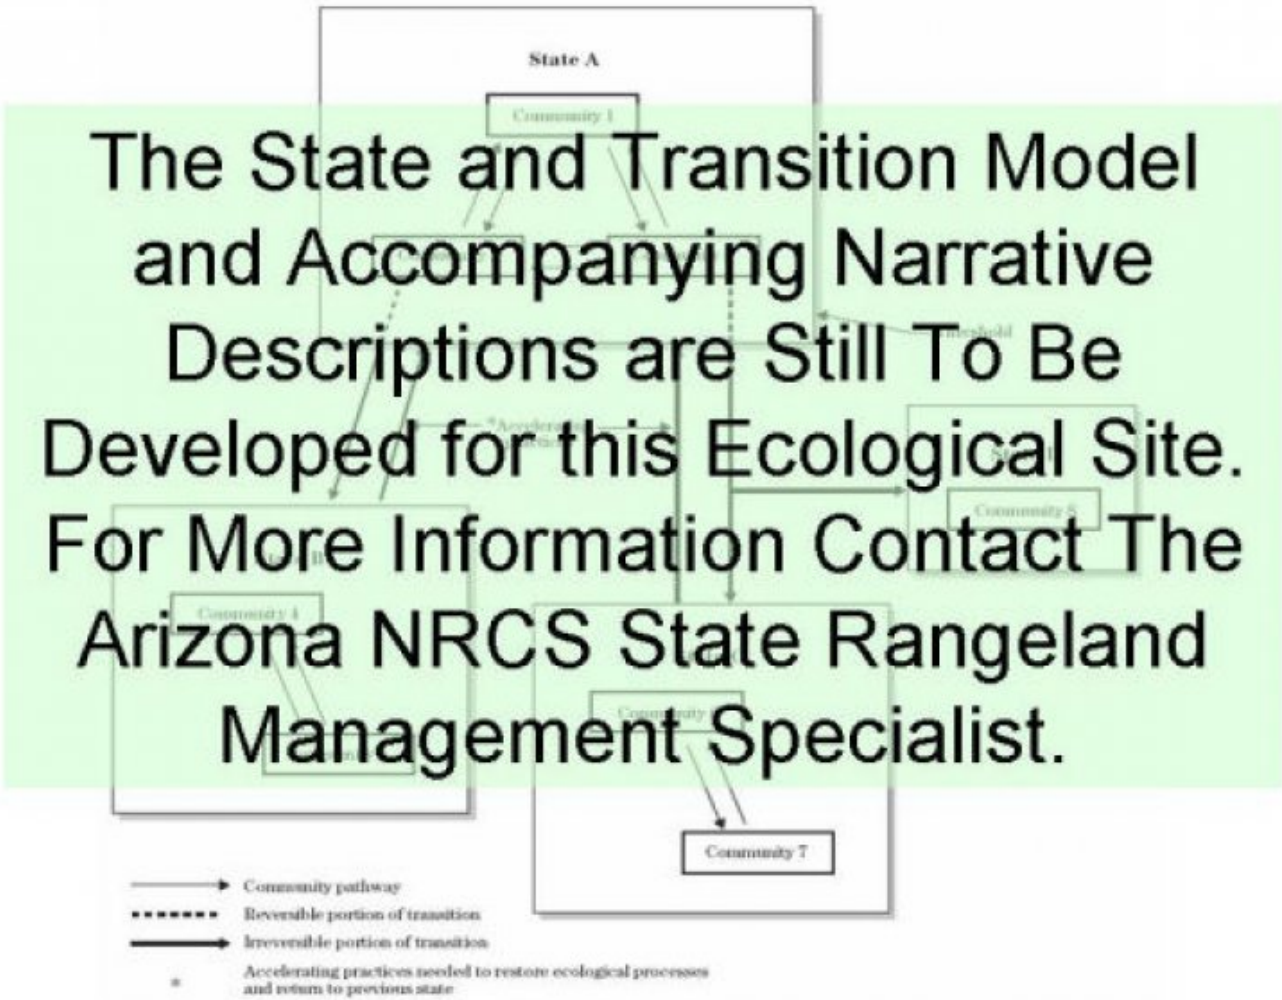 State A
Community 1
The State and Transition Model
and Accompanying Narrative
Descriptions are Still To Be
Developed for this Ecological Site.
For More Information Contact The
Arizona NRCS State Rangeland
Management Specialist.
Community 4
Community 7
Community pathway
Reversible portion of transition
Irreversible portion of transition
* Accelerating practices needed to restore ecological processes
and return to previous state